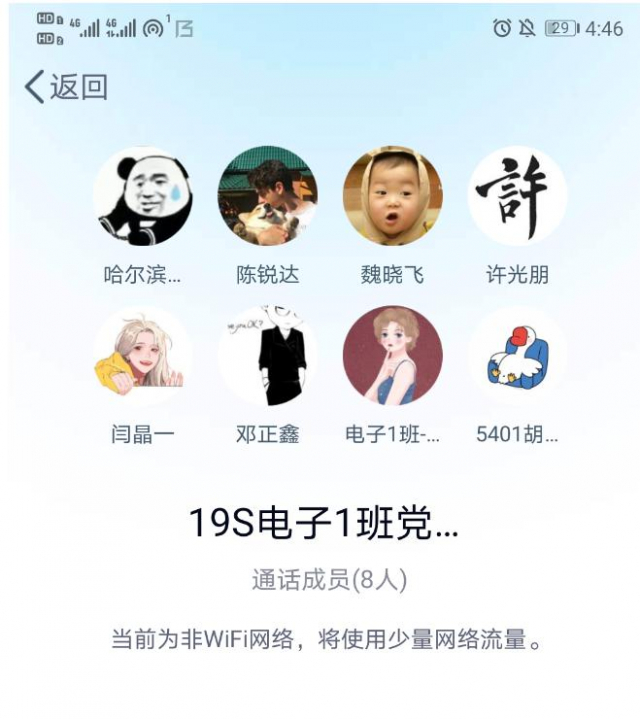 HD 1 4G 4G 1 29 4:46
HD 2
返回
許
哈尔滨... 陈锐达 魏晓飞 许光朋
闫晶一 邓正鑫 电子1班-... 5401胡...
19S电子1班党...
通话成员(8人)
当前为非WiFi网络，将使用少量网络流量。